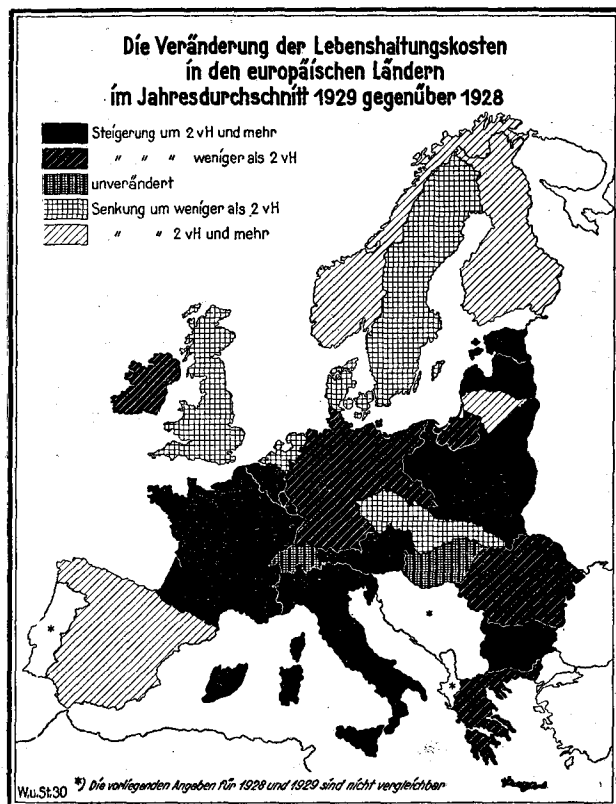 Die Veränderung der Lebenshaltungskosten
in den europäischen Ländern
im Jahresdurchschnitt 1929 gegenüber 1928
Steigerung um 2 vH und mehr
" " " weniger als 2 vH
unverändert
Senkung um weniger als 2 vH
" " 2 vH und mehr
*
*
*
W.u.St.30
*) Die vorliegenden Angaben für 1928 und 1929 sind nicht vergleichbar